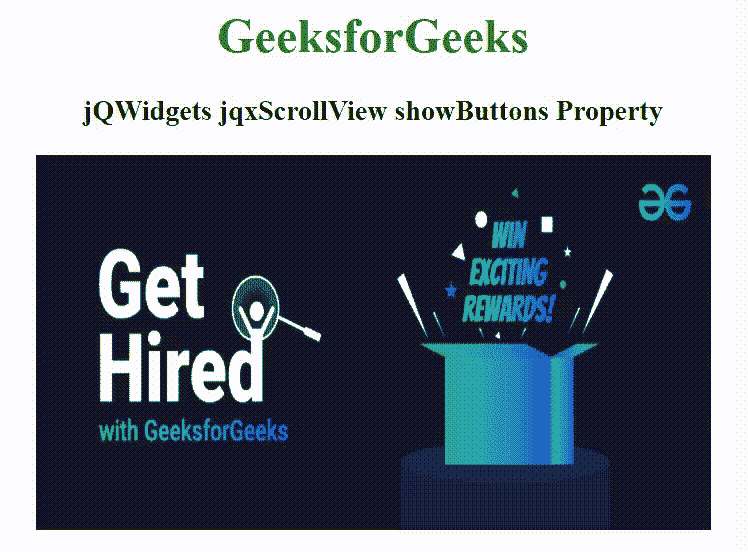 GeeksforGeeks
jQWidgets jqxScrollView showButtons Property
Get
Hired
with GeeksforGeeks
WIN
EXCITING
REWARDS!